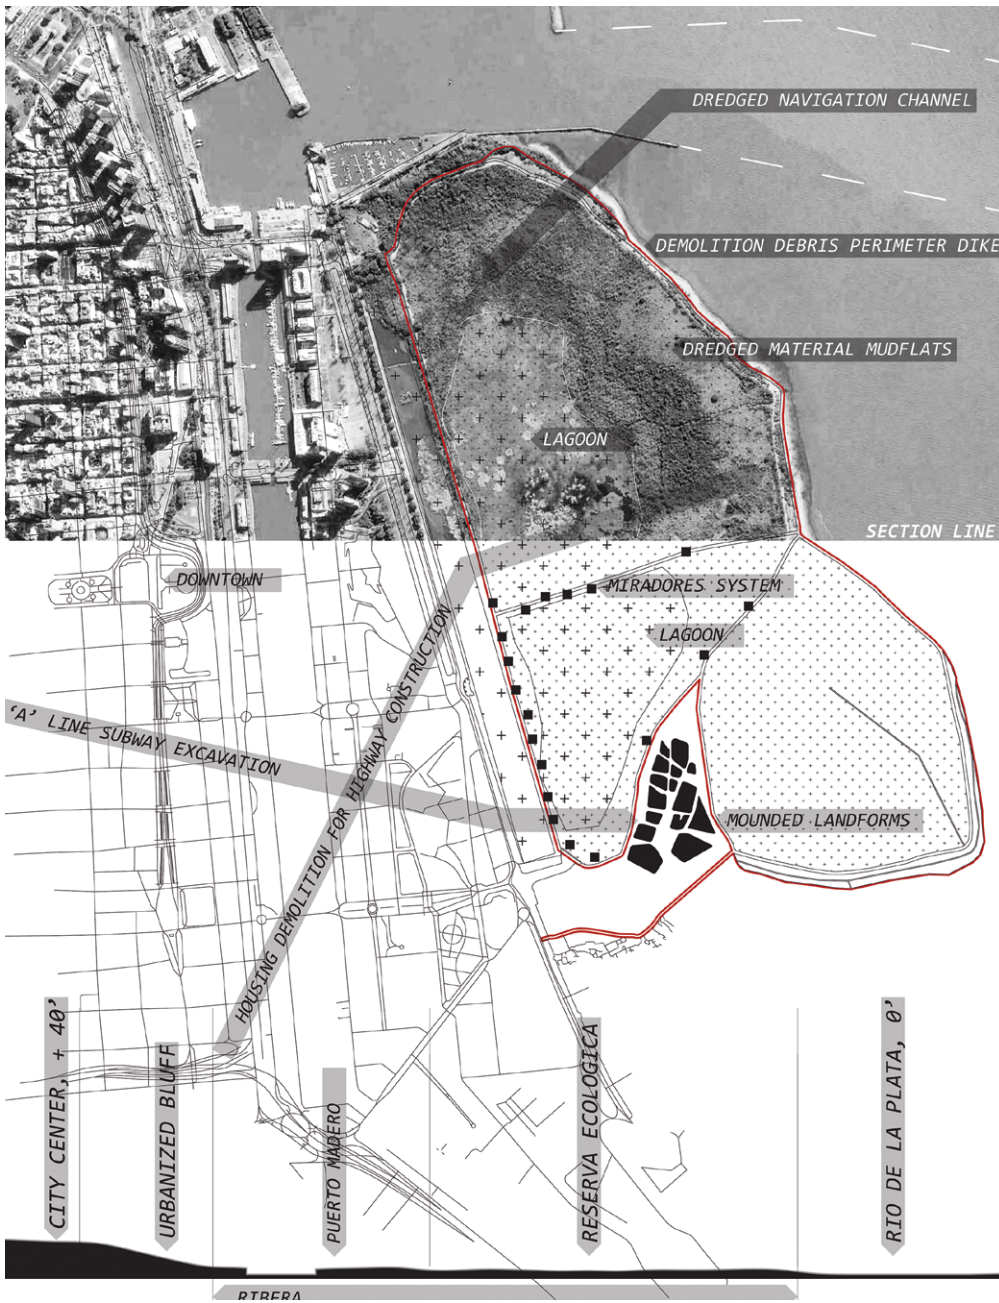 DREDGED NAVIGATION CHANNEL
DEMOLITION DEBRIS PERIMETER DIKE
DREDGED MATERIAL MUDFLATS
LAGOON
SECTION LINE
DOWNTOWN
MIRADORES SYSTEM
LAGOON
'A' LINE SUBWAY EXCAVATION
HOUSING DEMOLITION FOR HIGHWAY CONSTRUCTION
MOUNDED LANDFORMS
CITY CENTER, + 40'
URBANIZED BLUFF
PUERTO MADERO
RESERVA ECOLOGICA
RIO DE LA PLATA, 0'
RIBERA